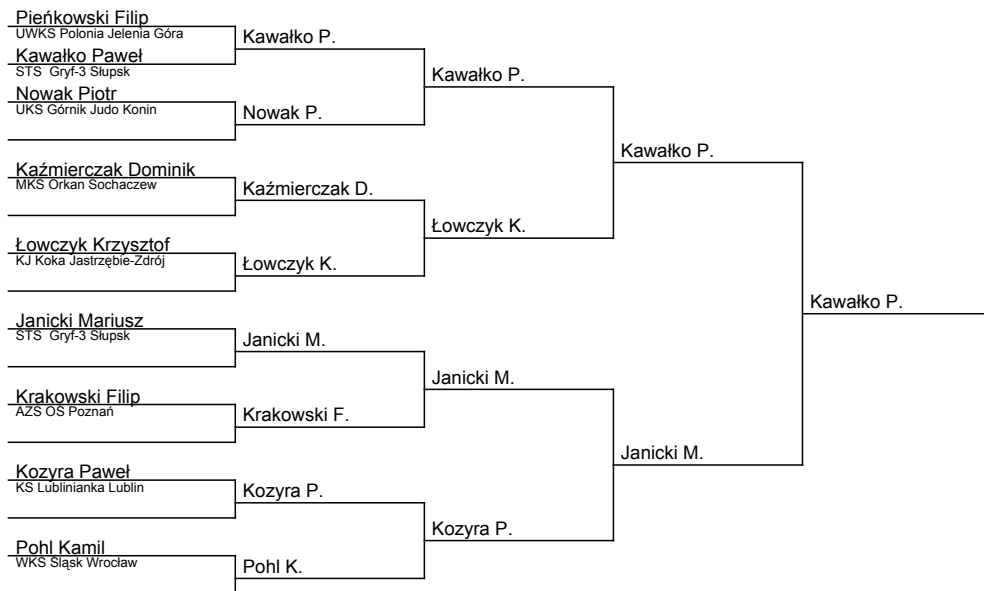 Pieńkowski Filip
UWKS Polonia Jelenia Góra
Kawałko Paweł
STS Gryf-3 Słupsk
Nowak Piotr
UKS Górnik Judo Konin
Kaźmierczak Dominik
MKS Orkan Sochaczew
Łowczyk Krzysztof
KJ Koka Jastrzębie-Zdrój
Janicki Mariusz
STS Gryf-3 Słupsk
Krakowski Filip
AZS OŚ Poznań
Kozyra Paweł
KS Lublinianka Lublin
Pohl Kamil
WKS Śląsk Wrocław
Kawałko P.
Nowak P.
Kaźmierczak D.
Łowczyk K.
Janicki M.
Krakowski F.
Kozyra P.
Pohl K.
Kawałko P.
Łowczyk K.
Janicki M.
Kozyra P.
Kawałko P.
Janicki M.
Kawałko P.